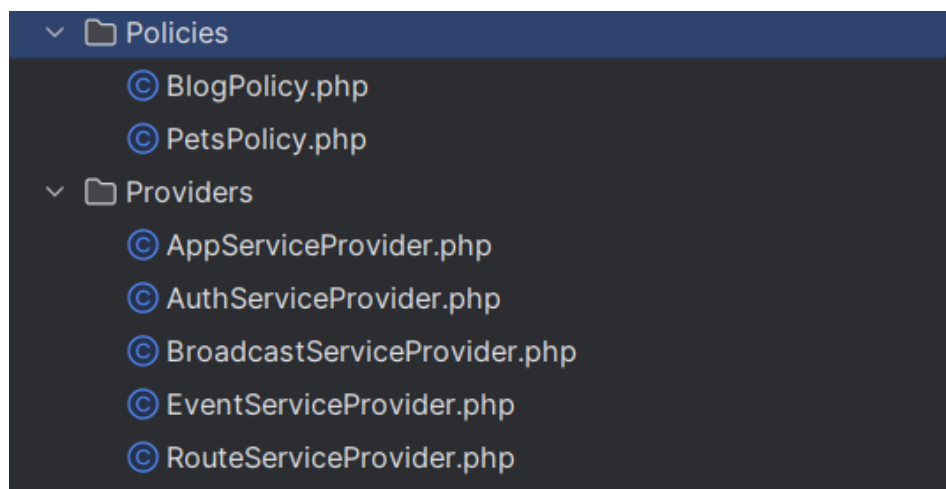 Policies
BlogPolicy.php
PetsPolicy.php
Providers
AppServiceProvider.php
AuthServiceProvider.php
BroadcastServiceProvider.php
EventServiceProvider.php
RouteServiceProvider.php